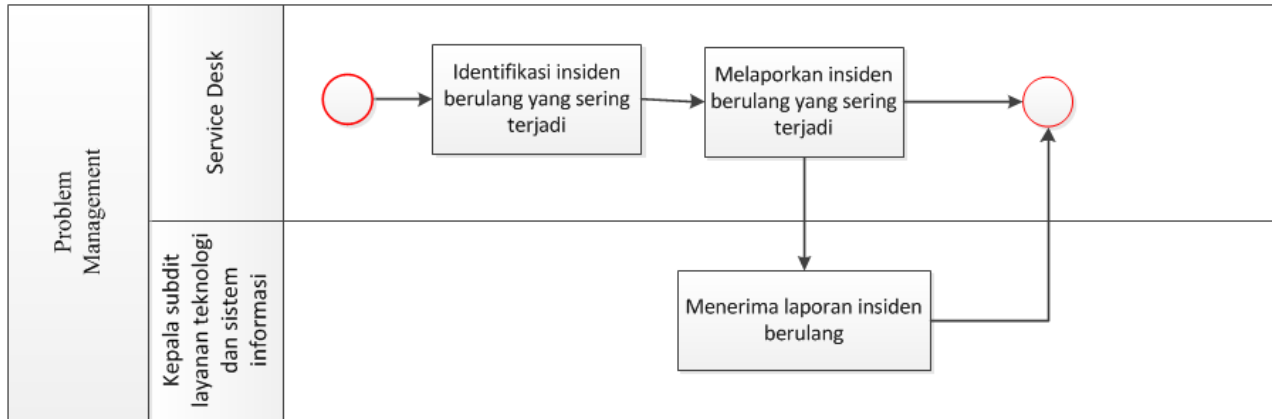 Problem
Management
Service Desk
Identifikasi insiden
berulang yang sering
terjadi
Melaporkan insiden
berulang yang sering
terjadi
Kepala subdit
layanan teknologi
dan sistem
informasi
Menerima laporan insiden
berulang